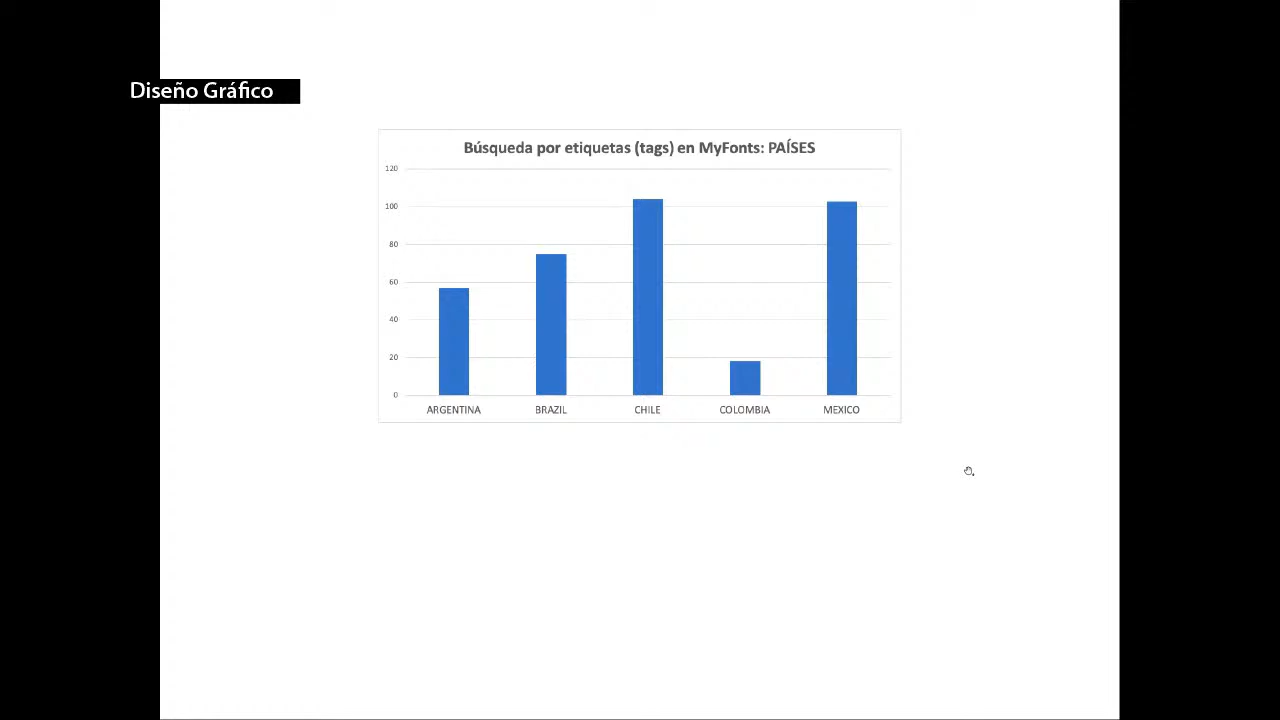 Diseño Gráfico
Búsqueda por etiquetas (tags) en MyFonts: PAÍSES
120
100
80
60
40
20
0
ARGENTINA BRAZIL CHILE COLOMBIA MEXICO